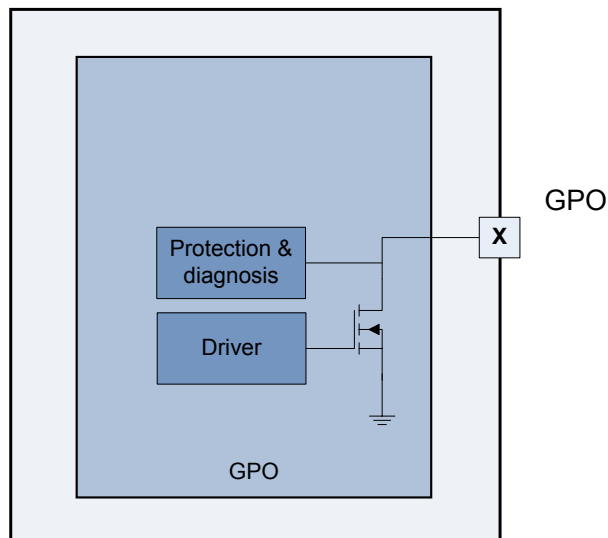 GPO
X
Protection &
diagnosis
Driver
GPO